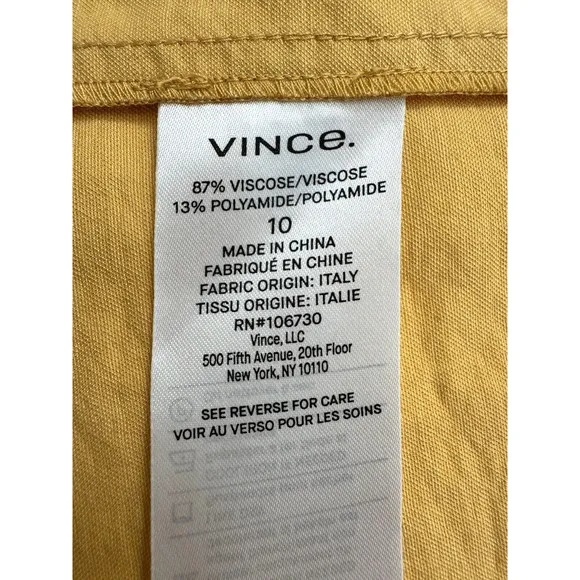 VINCe.
87% VISCOSE/VISCOSE
13% POLYAMIDE/POLYAMIDE
10
MADE IN CHINA
FABRIQUÉ EN CHINE
FABRIC ORIGIN: ITALY
TISSU ORIGINE: ITALIE
RN#106730
Vince, LLC
500 Fifth Avenue, 20th Floor
New York, NY 10110
SEE REVERSE FOR CARE
VOIR AU VERSO POUR LES SOINS